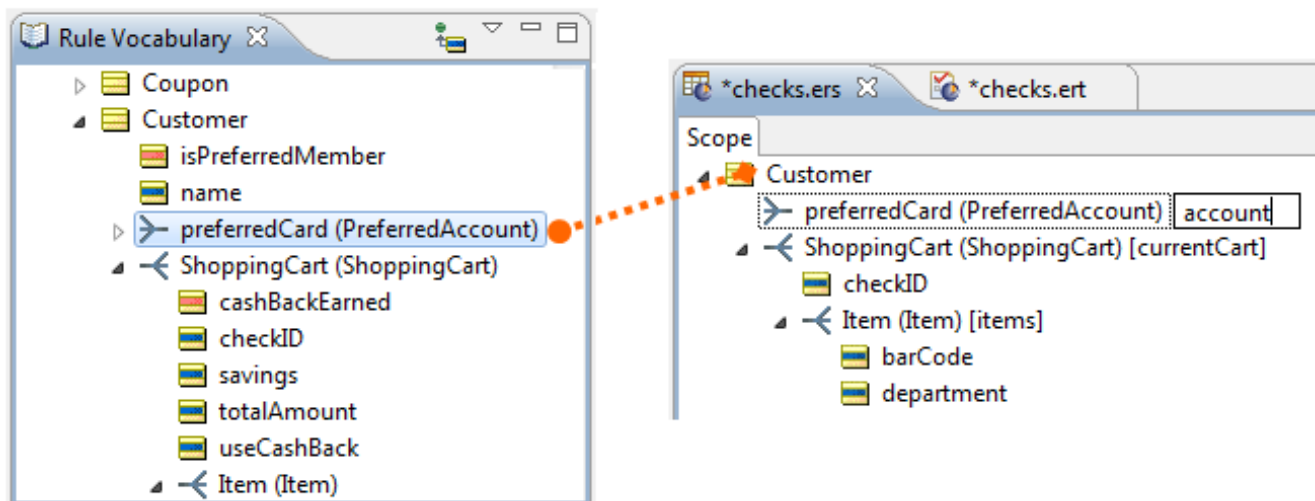 Rule Vocabulary
Coupon
Customer
isPreferredMember
name
preferredCard (PreferredAccount)
ShoppingCart (ShoppingCart)
cashBackEarned
checkID
savings
totalAmount
useCashBack
Item (Item)
*checks.ers *checks.ert
Scope
Customer
preferredCard (PreferredAccount) account
ShoppingCart (ShoppingCart) [currentCart]
checkID
Item (Item) [items]
barCode
department